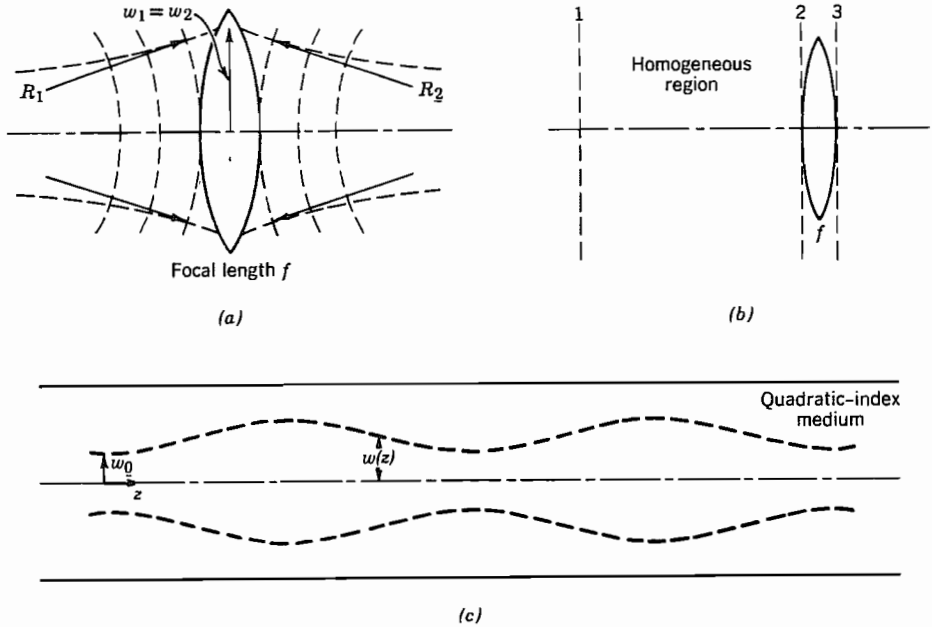 w₁ = w₂
R₁
R₂
Focal length f
(a)
1
2
3
Homogeneous
region
f
(b)
Quadratic-index
medium
w₀
z
w(z)
(c)